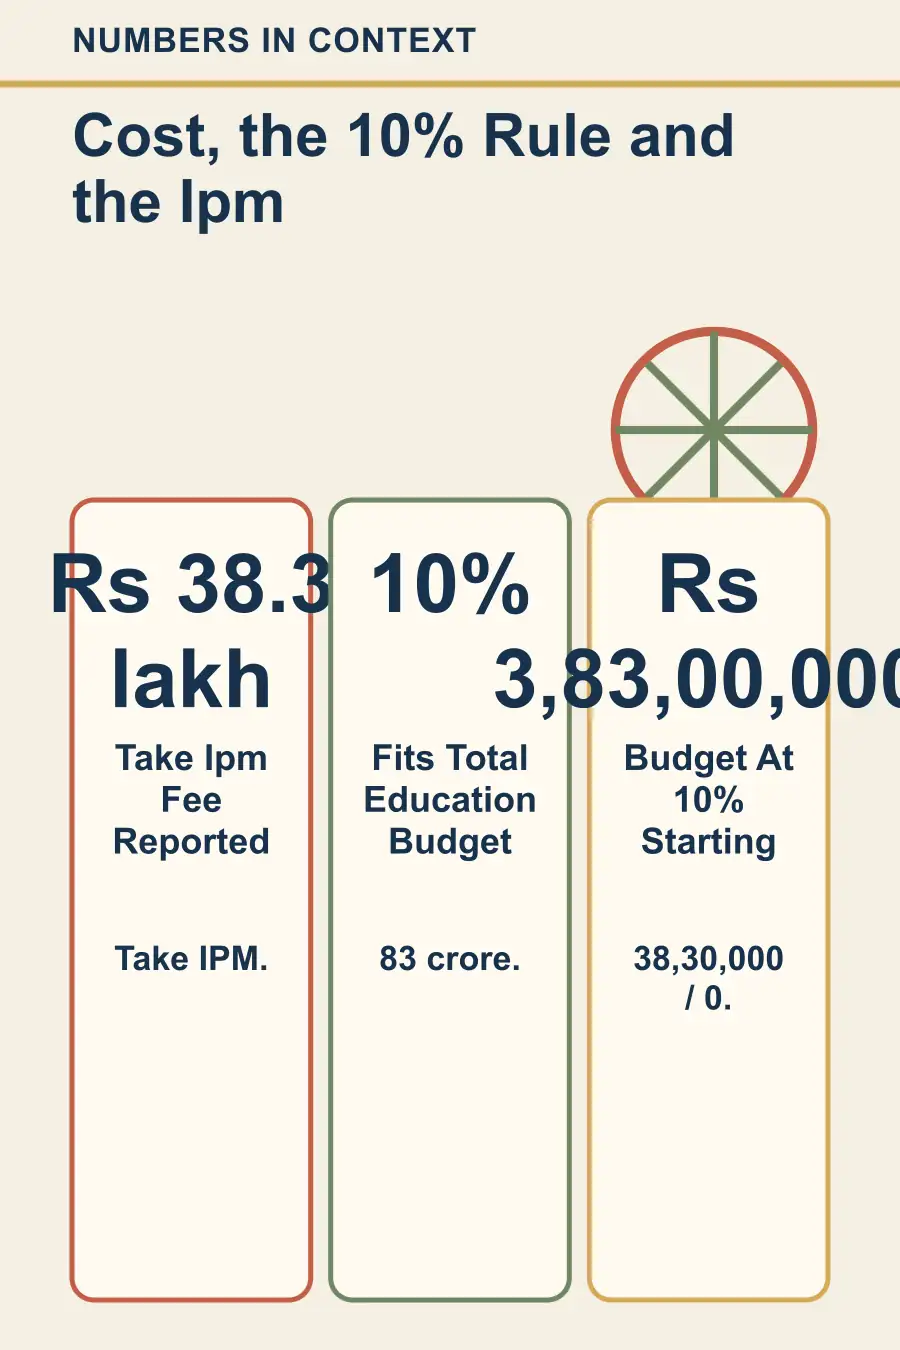 NUMBERS IN CONTEXT
Cost, the 10% Rule and
the Ipm
Rs 38.3
lakh
Take Ipm
Fee
Reported
Take IPM.
10%
Fits Total
Education
Budget
83 crore.
Rs
3,83,00,000
Budget At
10%
Starting
38,30,000
/ 0.